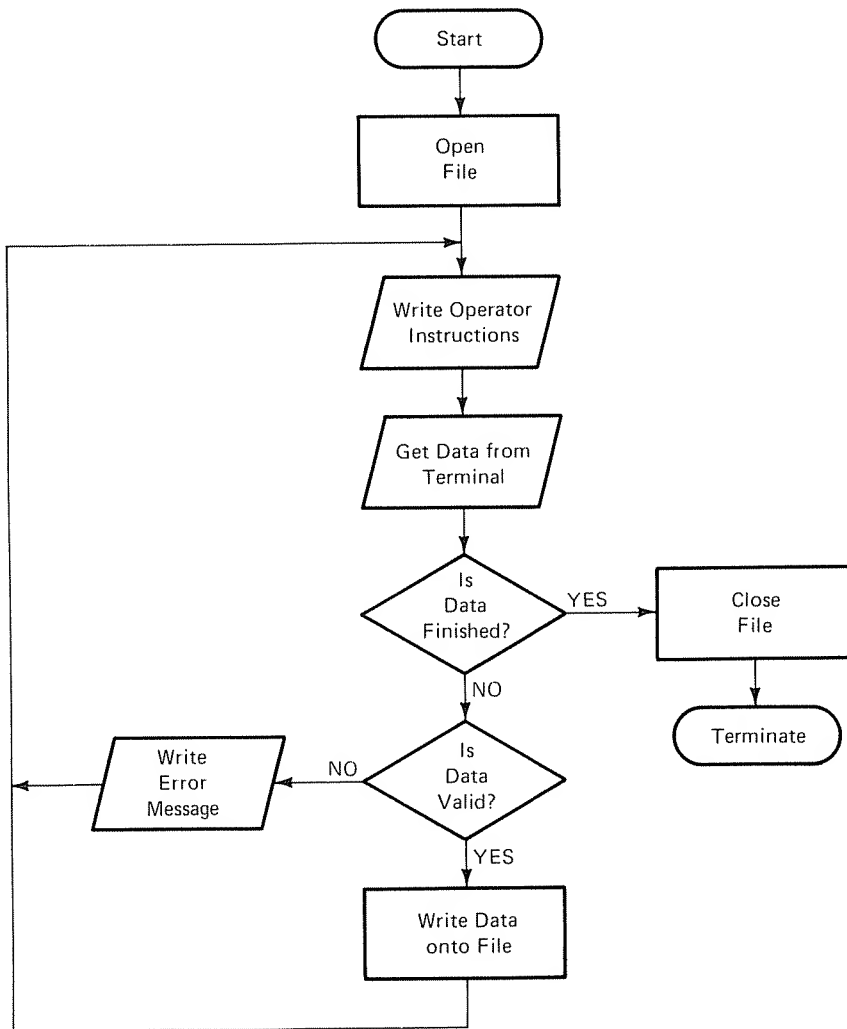 Start
Open
File
Write Operator
Instructions
Get Data from
Terminal
Is
Data
Finished?
YES
Close
File
NO
Terminate
Is
Data
Valid?
NO
Write
Error
Message
YES
Write Data
onto File